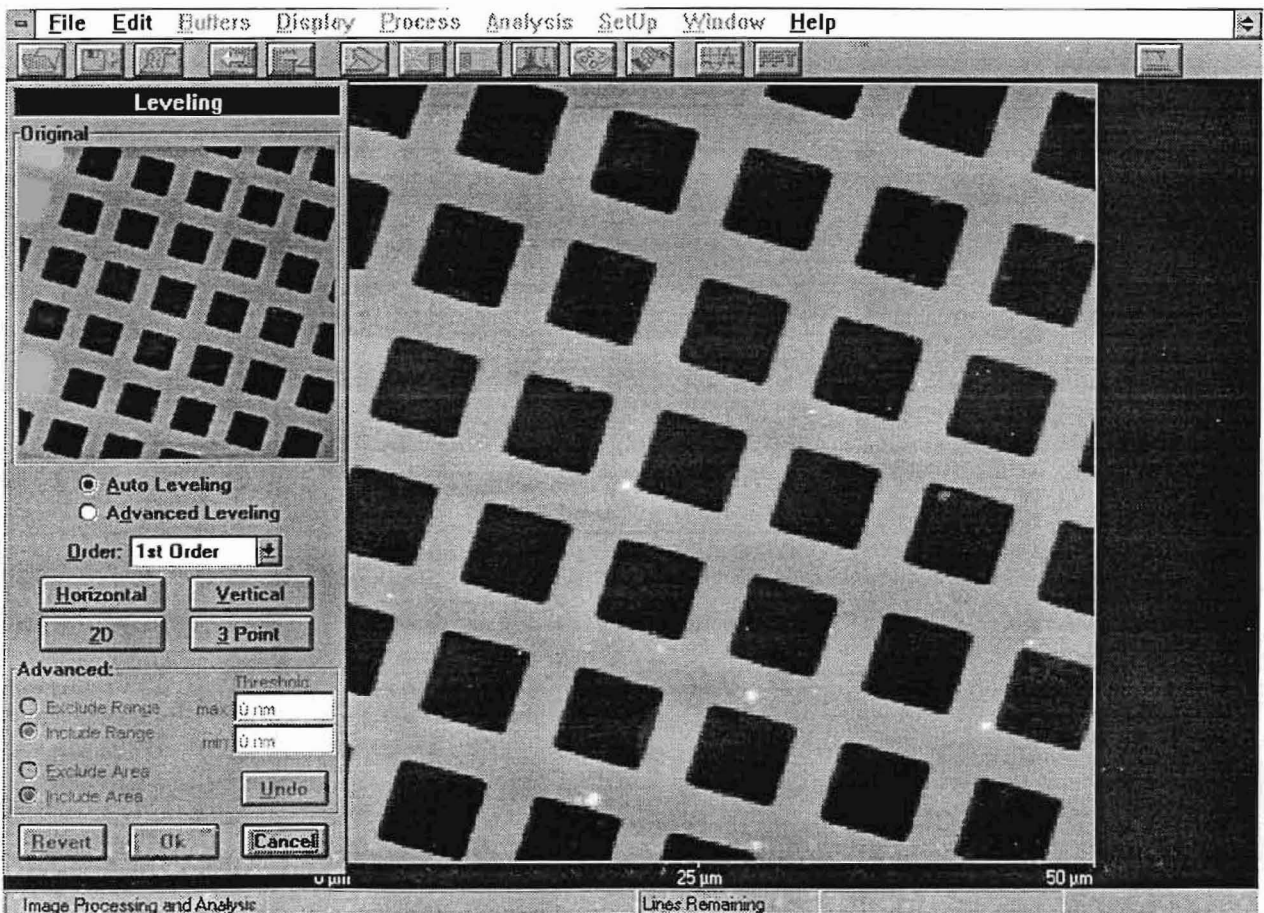 File Edit Buffers Display Process Analysis SetUp Window Help
PPT
Leveling
Original
Auto Leveling
Advanced Leveling
Order: 1st Order
Horizontal Vertical
2D 3 Point
Advanced:
Threshold
Exclude Range max: 0 nm
Include Range min: 0 nm
Exclude Area
Include Area
Undo
Revert Ok Cancel
0 µm 25 µm 50 µm
Image Processing and Analysis Lines Remaining